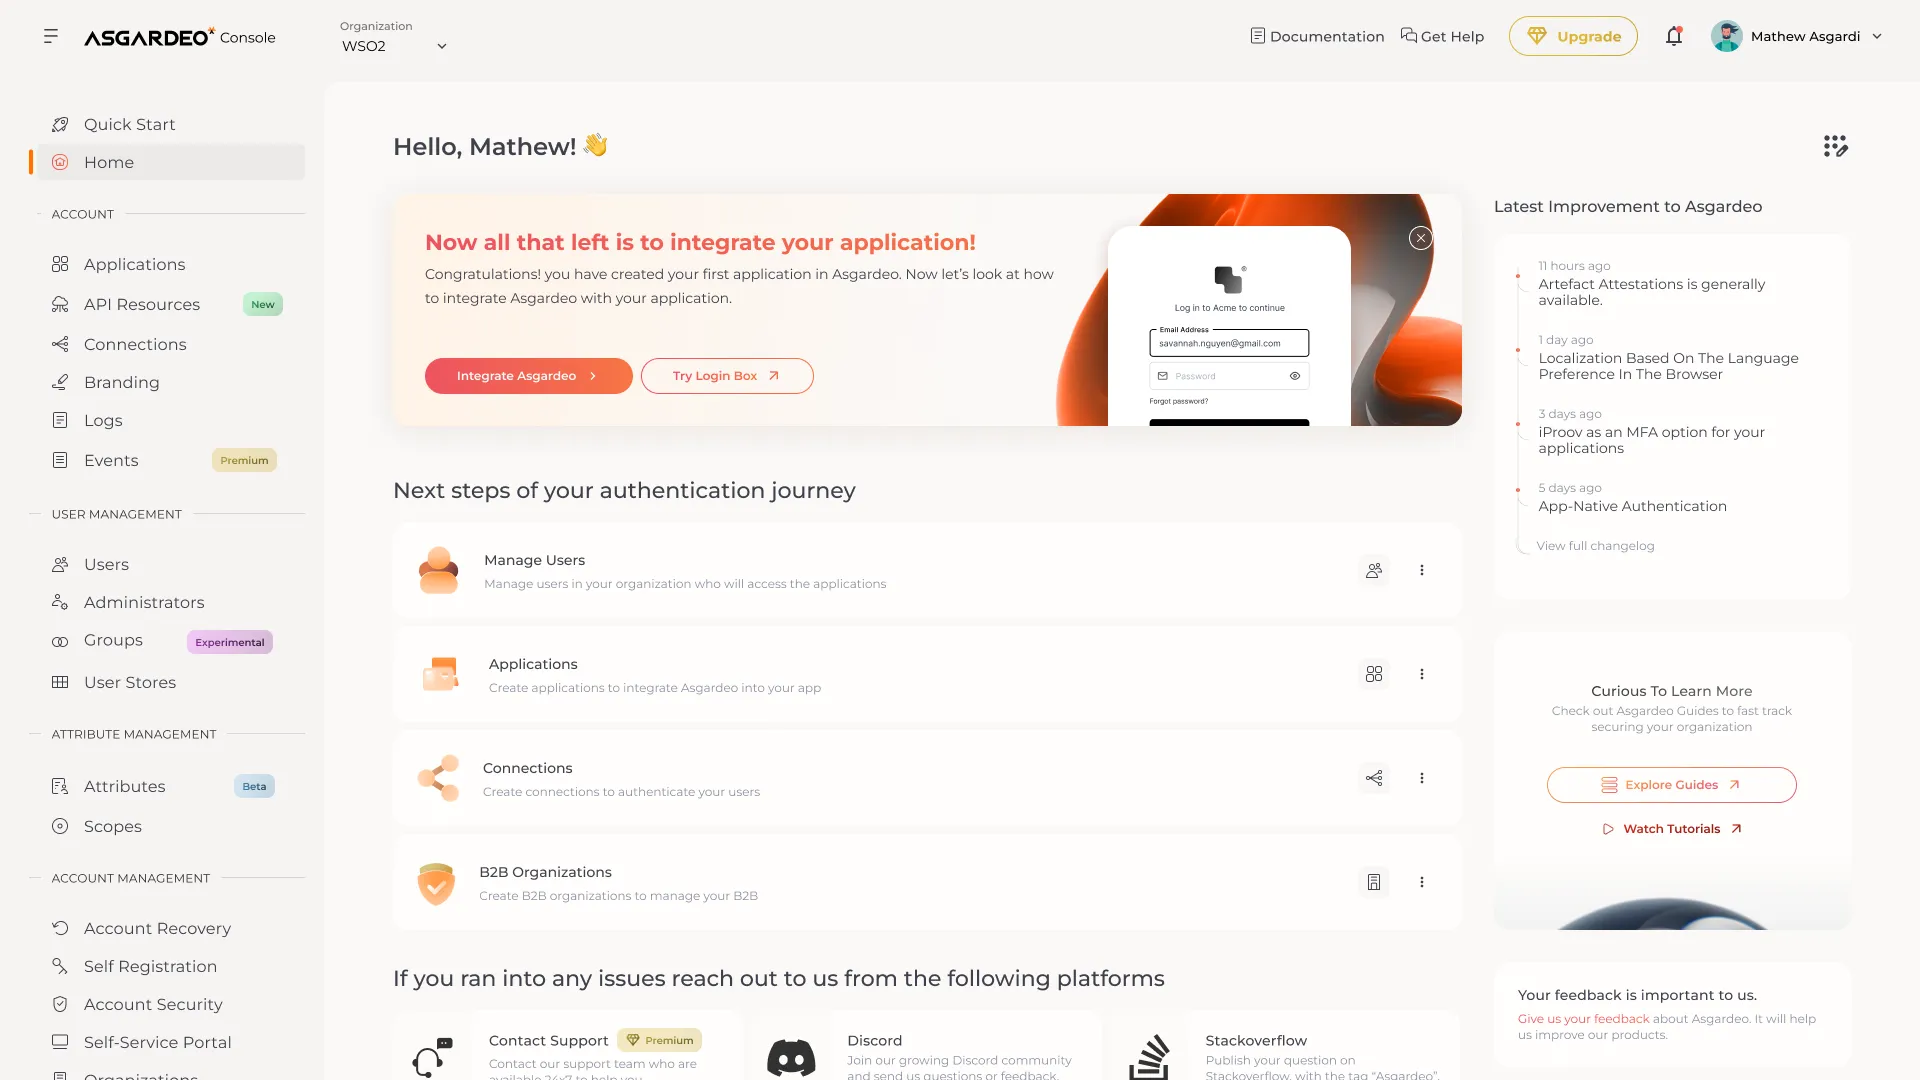 ASGARDEO Console
Organization
WSO2
Documentation
Get Help
Upgrade
Mathew Asgardi
Quick Start
Home
ACCOUNT
Applications
API Resources
New
Connections
Branding
Logs
Events
Premium
USER MANAGEMENT
Users
Administrators
Groups
Experimental
User Stores
ATTRIBUTE MANAGEMENT
Attributes
Beta
Scopes
ACCOUNT MANAGEMENT
Account Recovery
Self Registration
Account Security
Self-Service Portal
Organizations
Hello, Mathew! 👋
Now all that left is to integrate your application!
Congratulations! you have created your first application in Asgardeo. Now let’s look at how
to integrate Asgardeo with your application.
Integrate Asgardeo
Try Login Box
Log in to Acme to continue
Email Address
savannah.nguyen@gmail.com
Password
Forgot password?
Next steps of your authentication journey
Manage Users
Manage users in your organization who will access the applications
Applications
Create applications to integrate Asgardeo into your app
Connections
Create connections to authenticate your users
B2B Organizations
Create B2B organizations to manage your B2B
If you ran into any issues reach out to us from the following platforms
Contact Support
Premium
Contact our support team who are
available 24x7 to help you
Discord
Join our growing Discord community
and send us questions or feedback.
Stackoverflow
Publish your question on
Stackoverflow, with the tag “Asgardeo”.
Latest Improvement to Asgardeo
11 hours ago
Artefact Attestations is generally
available.
1 day ago
Localization Based On The Language
Preference In The Browser
3 days ago
iProov as an MFA option for your
applications
5 days ago
App-Native Authentication
View full changelog
Curious To Learn More
Check out Asgardeo Guides to fast track
securing your organization
Explore Guides
Watch Tutorials
Your feedback is important to us.
Give us your feedback about Asgardeo. It will help
us improve our products.